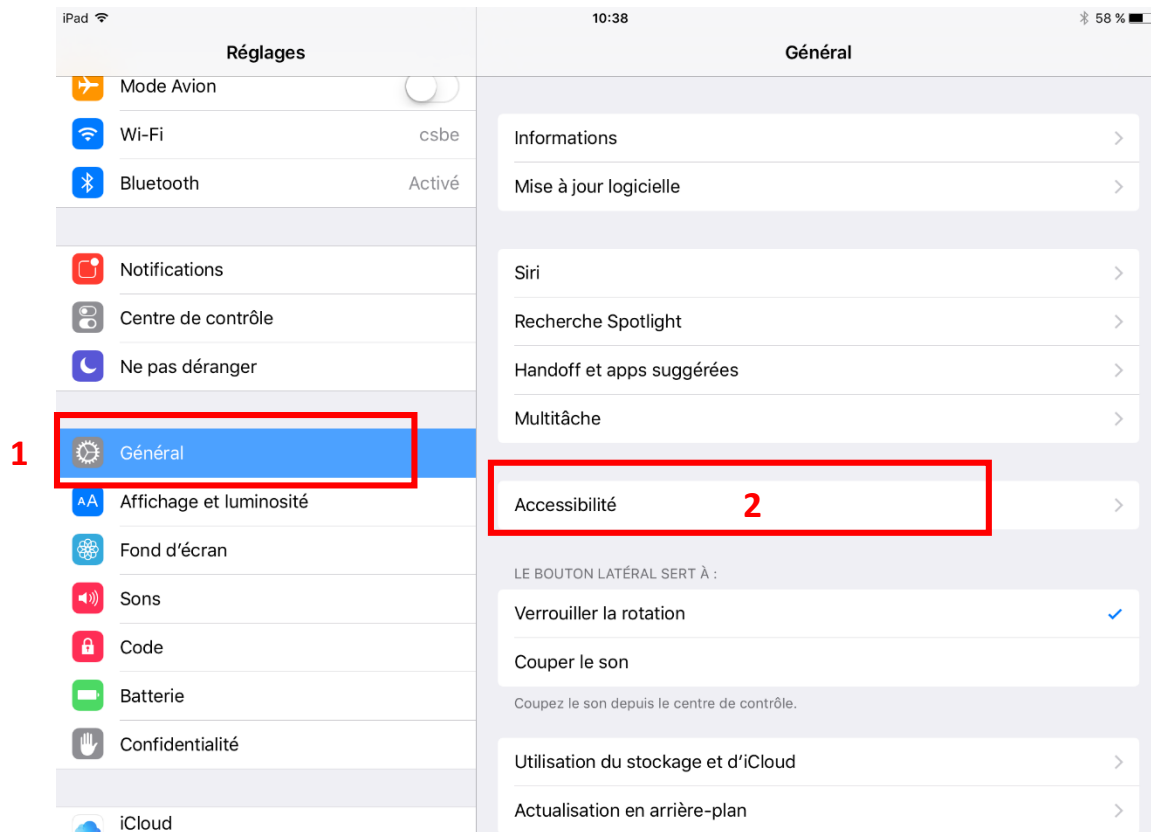 iPad
10:38
58 %
Réglages
Général
Mode Avion
Wi-Fi
csbe
Bluetooth
Activé
Notifications
Centre de contrôle
Ne pas déranger
1
Général
AA
Affichage et luminosité
Fond d'écran
Sons
Code
Batterie
Confidentialité
iCloud
Informations
Mise à jour logicielle
Siri
Recherche Spotlight
Handoff et apps suggérées
Multitâche
Accessibilité
2
LE BOUTON LATÉRAL SERT À :
Verrouiller la rotation
Couper le son
Coupez le son depuis le centre de contrôle.
Utilisation du stockage et d'iCloud
Actualisation en arrière-plan